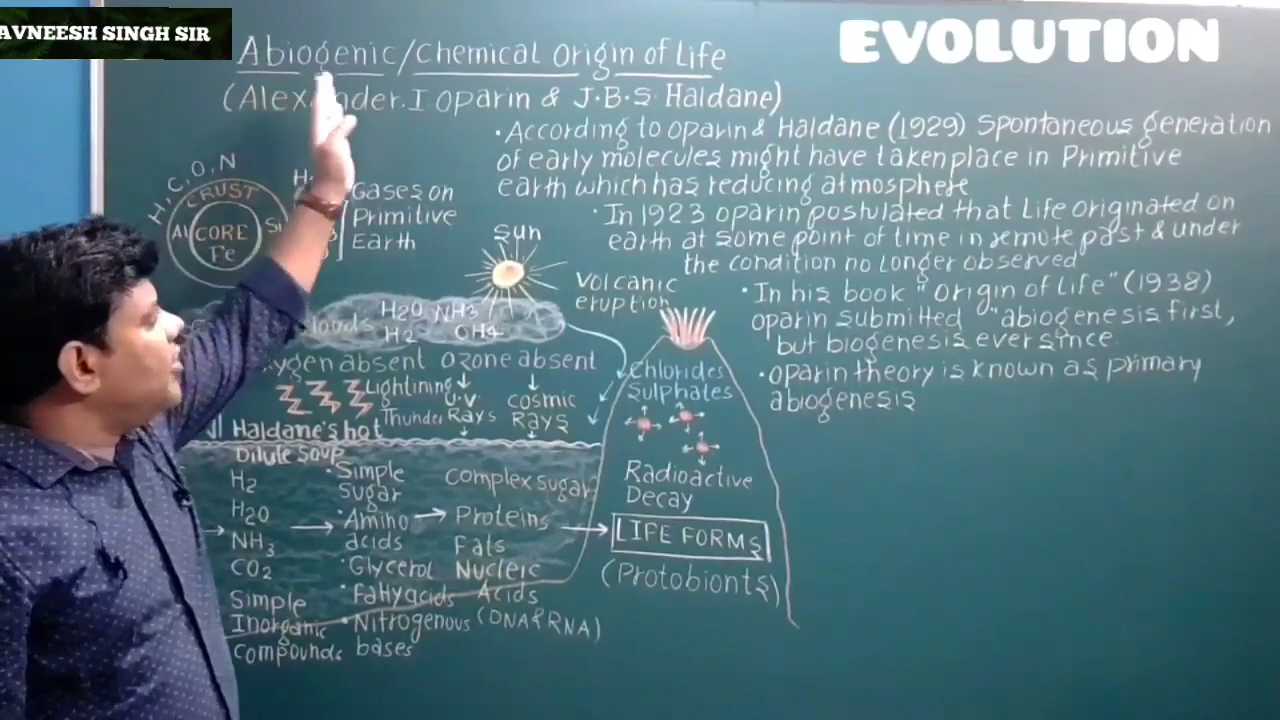 AVNEESH SINGH SIR
EVOLUTION
Abiogenic/Chemical Origin of Life
(Alexander.I.oparin & J.B.S. Haldane)
•According to oparin & Haldane (1929) Spontaneous generation
of early molecules might have taken place in Primitive
earth which has reducing atmosphere
•In 1923 oparin postulated that Life originated on
earth at some point of time in remote past & under
the condition no longer observed
•In his book "origin of life" (1938)
oparin submitted "abiogenesis first,
but biogenesis ever since
•oparin theory is known as primary
abiogenesis
H, C, O, N
CRUST
CORE
Fe
Gases on
Primitive
Earth
Sun
volcanic
eruption
H2O NH3
H2 CH4
absent ozone absent
Lightining
Thunder
U.V.
Rays
cosmic
Rays
Chlorides
Sulphates
Radioactive
Decay
LIFE FORMS
(Protobionts)
Haldane's hot
Dilute soup
H2
H2O
NH3
CO2
Simple
Inorganic
compounds
•Simple
sugar
•Amino
acids
•Glycerol
•Fattyacids
•Nitrogenous
bases
Complex sugar
Proteins
Fats
Nucleic
Acids
(DNA & RNA)